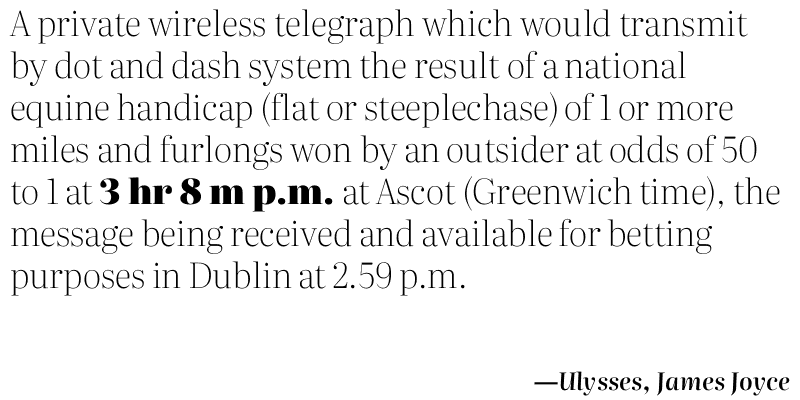 A private wireless telegraph which would transmit
by dot and dash system the result of a national
equine handicap (flat or steeplechase) of 1 or more
miles and furlongs won by an outsider at odds of 50
to 1 at 3 hr 8 m p.m. at Ascot (Greenwich time), the
message being received and available for betting
purposes in Dublin at 2.59 p.m.
—Ulysses, James Joyce